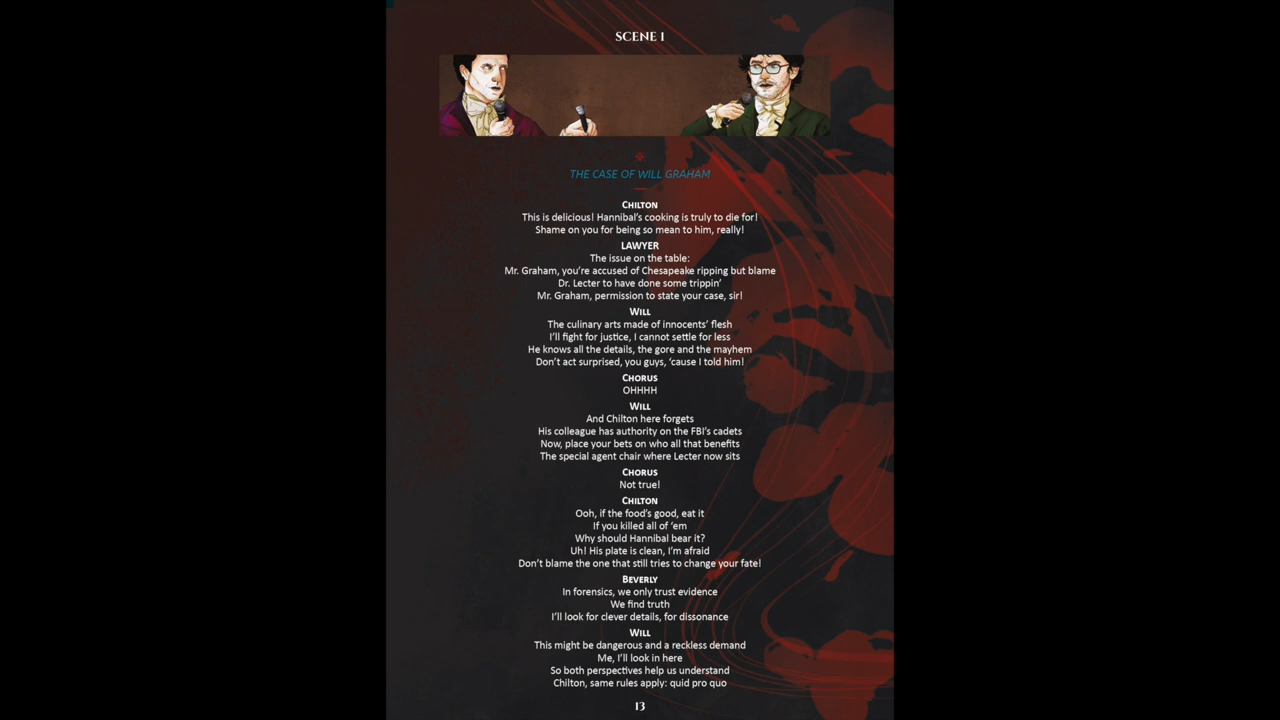 SCENE 1
THE CASE OF WILL GRAHAM
CHILTON
This is delicious! Hannibal's cooking is truly to die for!
Shame on you for being so mean to him, really!
LAWYER
The issue on the table:
Mr. Graham, you're accused of Chesapeake ripping but blame
Dr. Lecter to have done some trippin'
Mr. Graham, permission to state your case, sir!
WILL
The culinary arts made of innocents' flesh
I'll fight for justice, I cannot settle for less
He knows all the details, the gore and the mayhem
Don't act surprised, you guys, 'cause I told him!
CHORUS
OHHHH
WILL
And Chilton here forgets
His colleague has authority on the FBI's cadets
Now, place your bets on who all that benefits
The special agent chair where Lecter now sits
CHORUS
Not true!
CHILTON
Ooh, if the food's good, eat it
If you killed all of 'em
Why should Hannibal bear it?
Uh! His plate is clean, I'm afraid
Don't blame the one that still tries to change your fate!
BEVERLY
In forensics, we only trust evidence
We find truth
I'll look for clever details, for dissonance
WILL
This might be dangerous and a reckless demand
Me, I'll look in here
So both perspectives help us understand
Chilton, same rules apply: quid pro quo
13